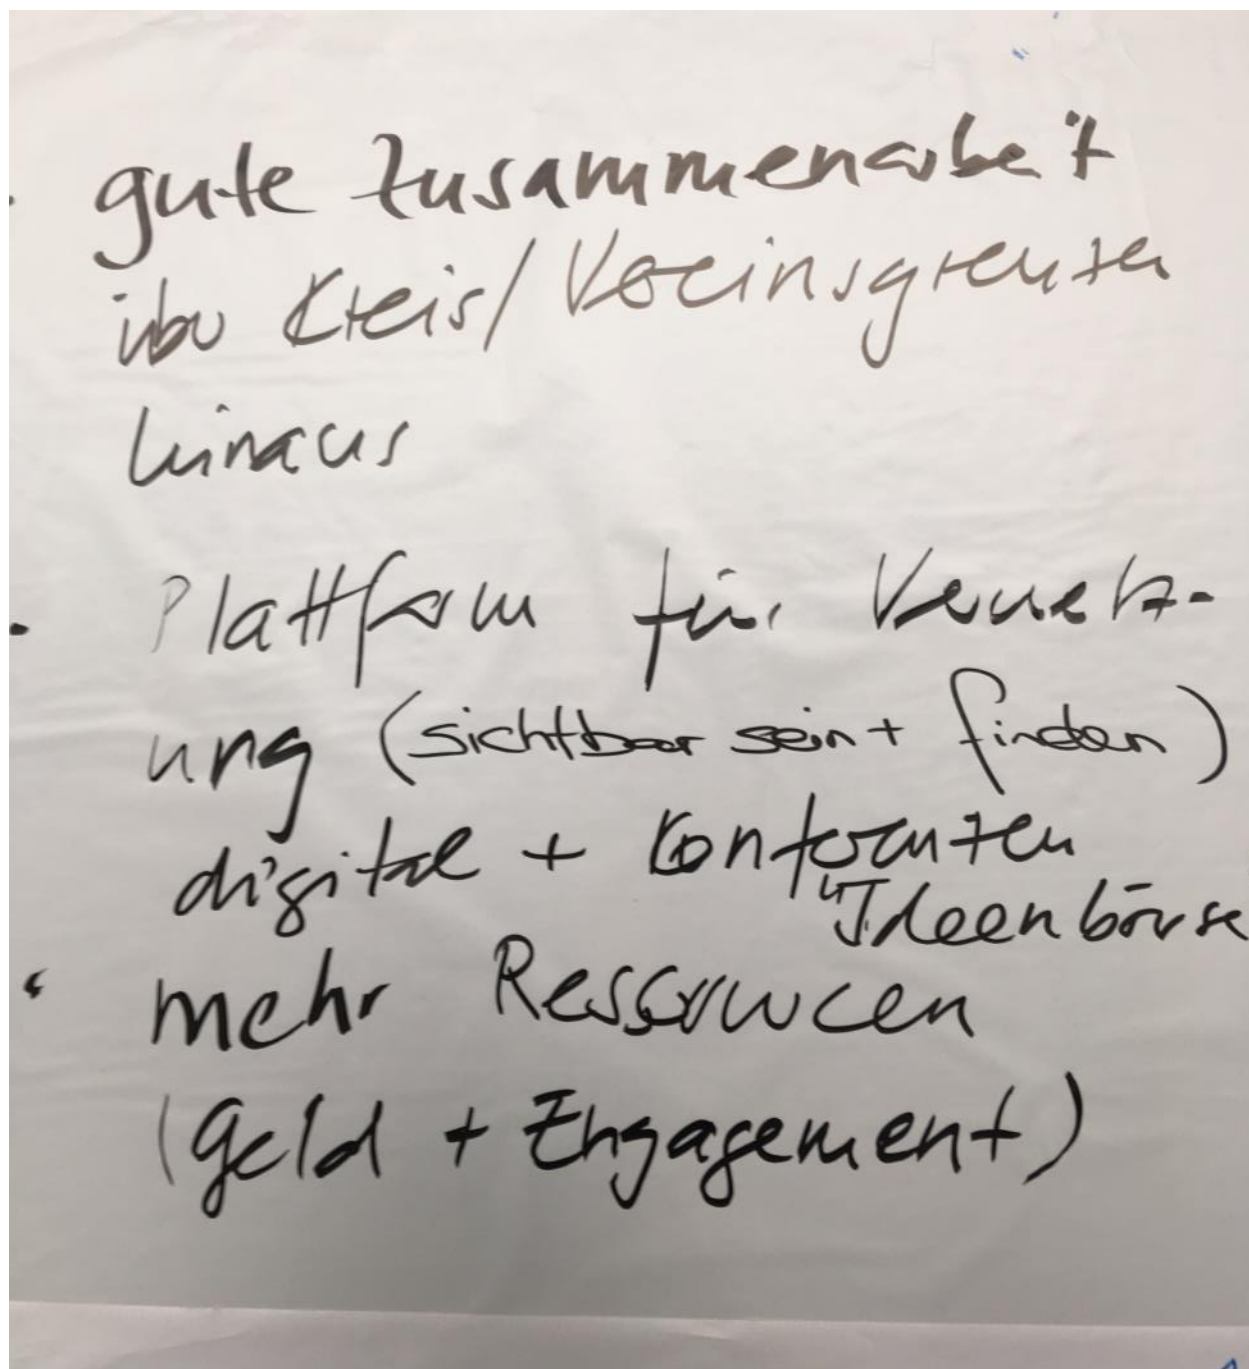 · gute Zusammenarbeit
über Kreis/Vereinsgrenzen
hinaus
· Plattform für Vernetz-
ung (sichtbar sein + finden)
digital + Konferenzen
"Ideenbörse
· mehr Ressourcen
(Geld + Engagement)